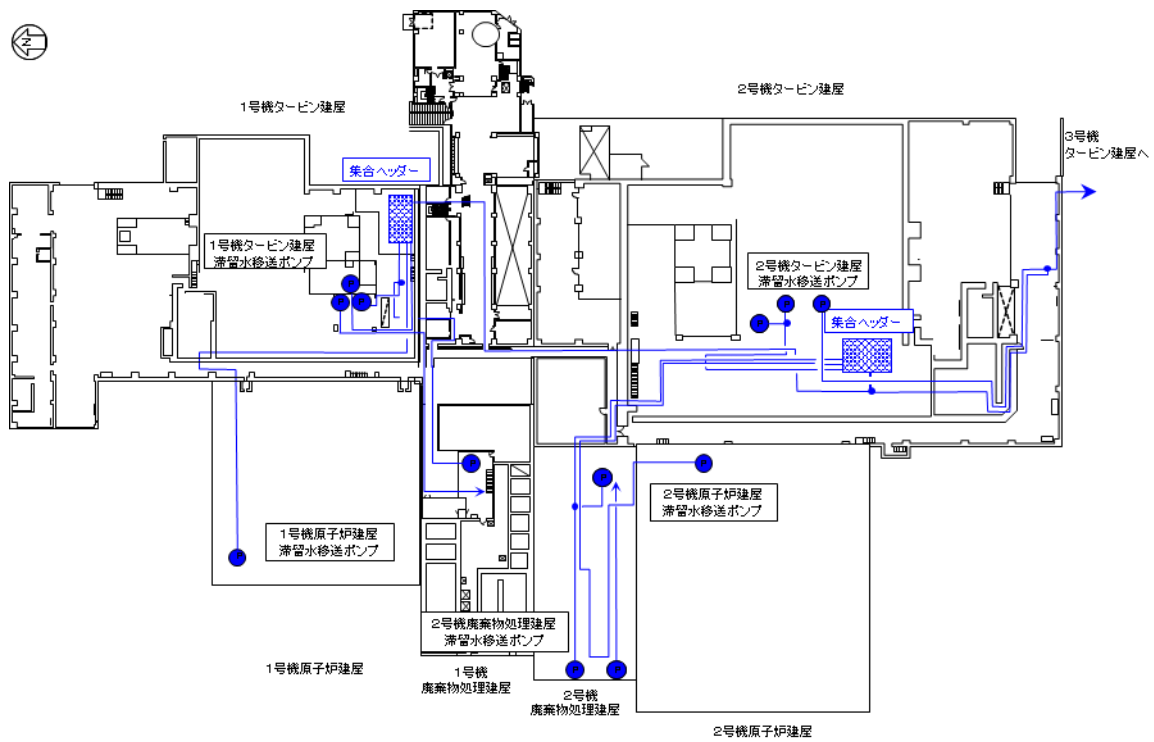 N
1号機タービン建屋
2号機タービン建屋
3号機
タービン建屋へ
集合ヘッダー
1号機タービン建屋
滞留水移送ポンプ
P
P
P
2号機タービン建屋
滞留水移送ポンプ
P
P
P
集合ヘッダー
P
P
P
2号機原子炉建屋
滞留水移送ポンプ
1号機原子炉建屋
滞留水移送ポンプ
P
2号機廃棄物処理建屋
滞留水移送ポンプ
P
P
1号機原子炉建屋
1号機
廃棄物処理建屋
2号機
廃棄物処理建屋
2号機原子炉建屋